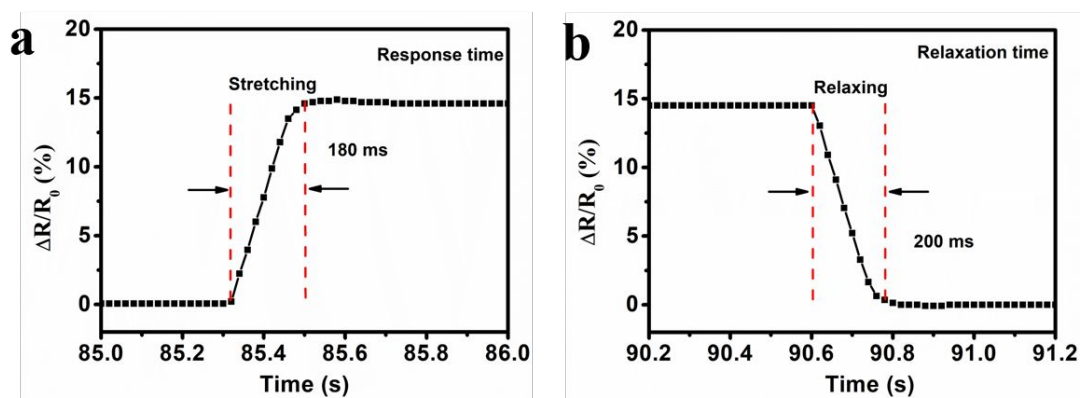 a
20
15
10
5
0
ΔR/R0 (%)
Response time
Stretching
180 ms
85.0 85.2 85.4 85.6 85.8 86.0
Time (s)
b
20
15
10
5
0
ΔR/R0 (%)
Relaxation time
Relaxing
200 ms
90.2 90.4 90.6 90.8 91.0 91.2
Time (s)